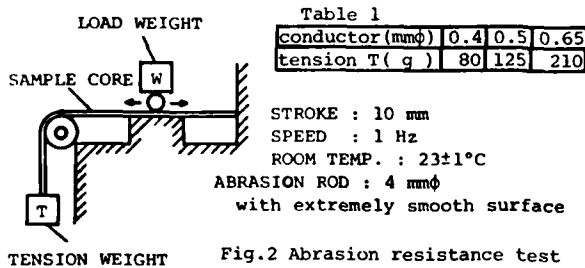 LOAD WEIGHT
W
SAMPLE CORE
T
TENSION WEIGHT
Table 1
conductor(mmφ) 0.4 0.5 0.65
tension T( g ) 80 125 210
STROKE : 10 mm
SPEED : 1 Hz
ROOM TEMP. : 23±1°C
ABRASION ROD : 4 mmφ
with extremely smooth surface
Fig.2 Abrasion resistance test